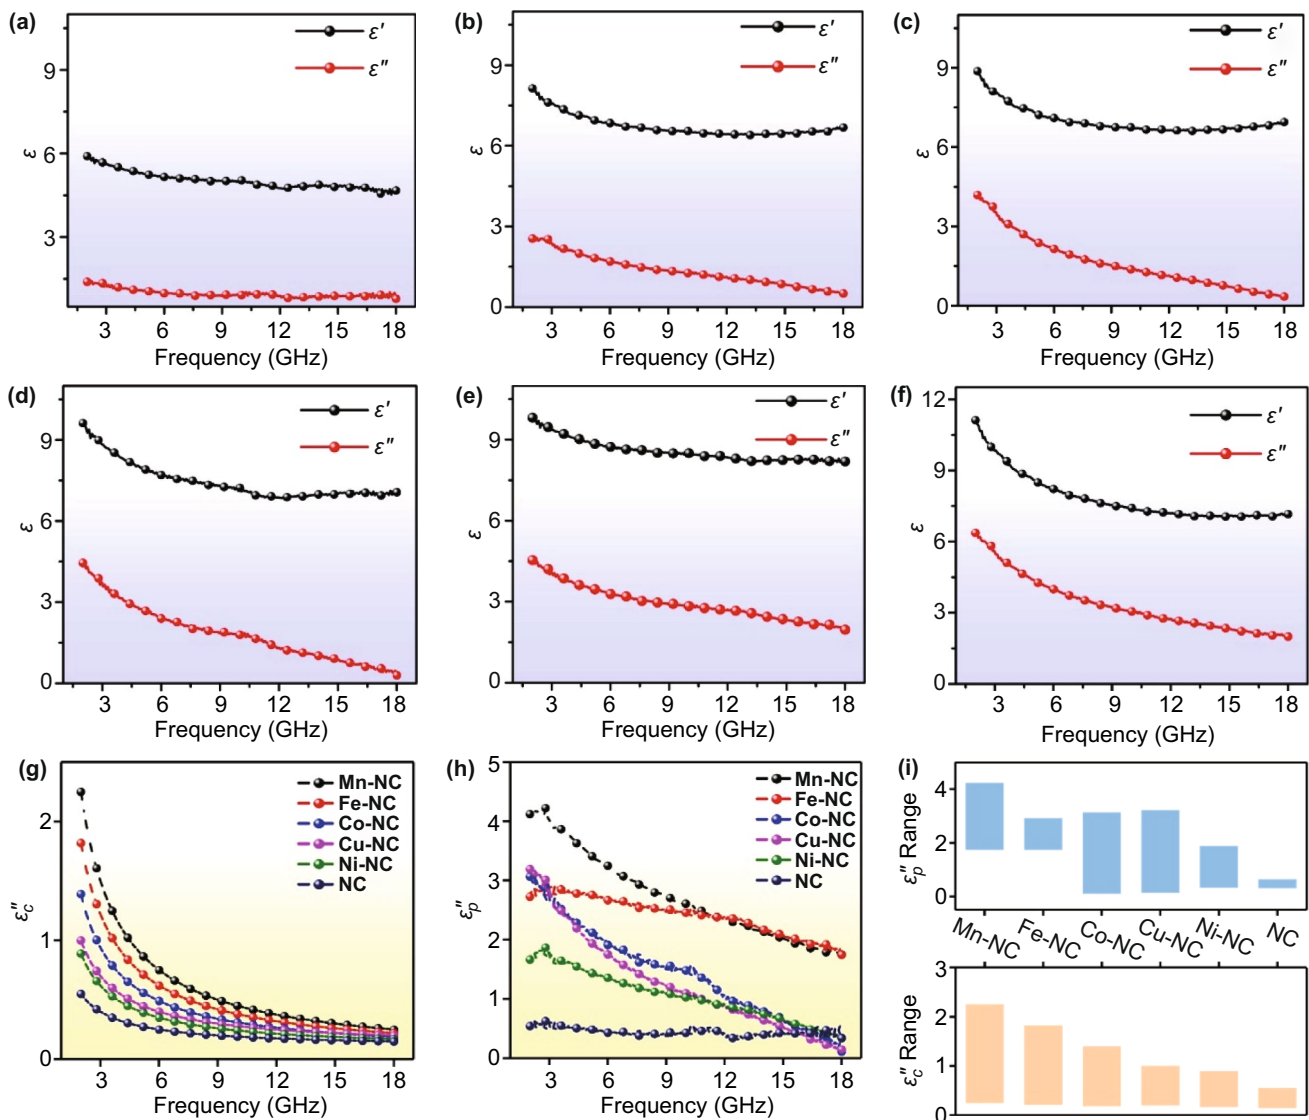 (a)
ε′
ε″
9
6
3
ε
3 6 9 12 15 18
Frequency (GHz)
(b)
ε′
ε″
9
6
3
0
ε
3 6 9 12 15 18
Frequency (GHz)
(c)
ε′
ε″
9
6
3
0
ε
3 6 9 12 15 18
Frequency (GHz)
(d)
ε′
ε″
9
6
3
0
ε
3 6 9 12 15 18
Frequency (GHz)
(e)
ε′
ε″
9
6
3
0
ε
3 6 9 12 15 18
Frequency (GHz)
(f)
ε′
ε″
12
9
6
3
0
ε
3 6 9 12 15 18
Frequency (GHz)
(g)
Mn-NC
Fe-NC
Co-NC
Cu-NC
Ni-NC
NC
2
1
0
εc″
3 6 9 12 15 18
Frequency (GHz)
(h)
Mn-NC
Fe-NC
Co-NC
Cu-NC
Ni-NC
NC
5
4
3
2
1
0
εp″
3 6 9 12 15 18
Frequency (GHz)
(i)
4
2
0
εp″ Range
Mn-NC Fe-NC Co-NC Cu-NC Ni-NC NC
3
2
1
0
εc″ Range